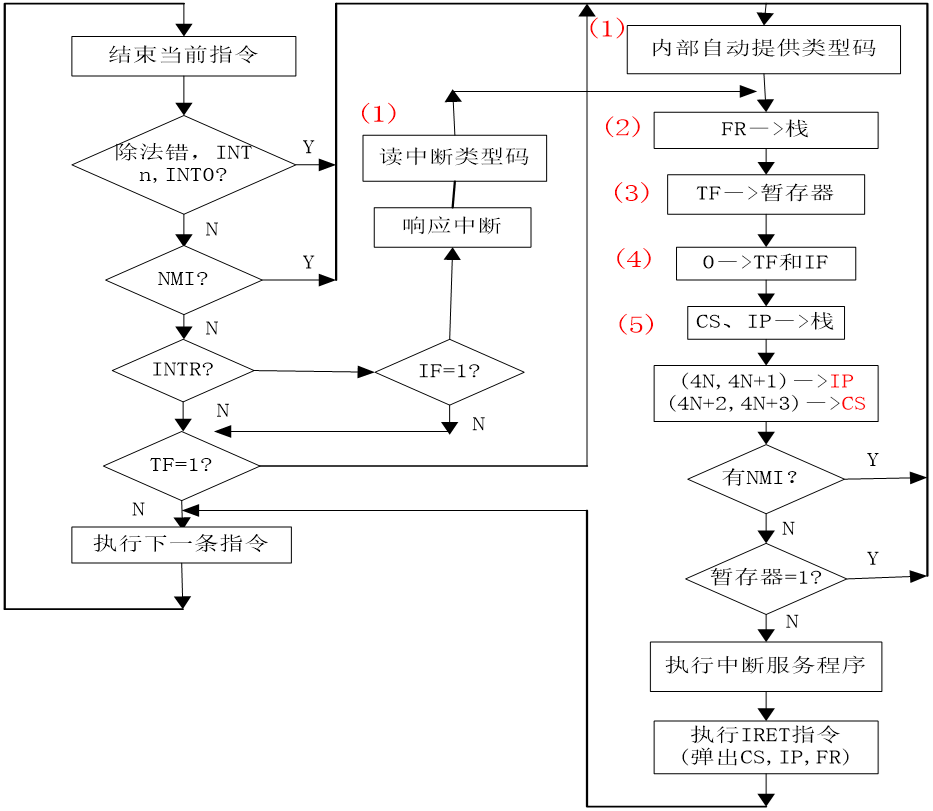 结束当前指令
除法错，INT
n,INTO?
Y
N
NMI?
Y
N
INTR?
N
TF=1?
N
执行下一条指令
(1)
读中断类型码
响应中断
IF=1?
N
(1)
内部自动提供类型码
(2)
FR—>栈
(3)
TF—>暂存器
(4)
0—>TF和IF
(5)
CS、IP—>栈
(4N,4N+1)—>IP
(4N+2,4N+3)—>CS
有NMI?
Y
N
暂存器=1?
Y
N
执行中断服务程序
执行IRET指令
(弹出CS,IP,FR)